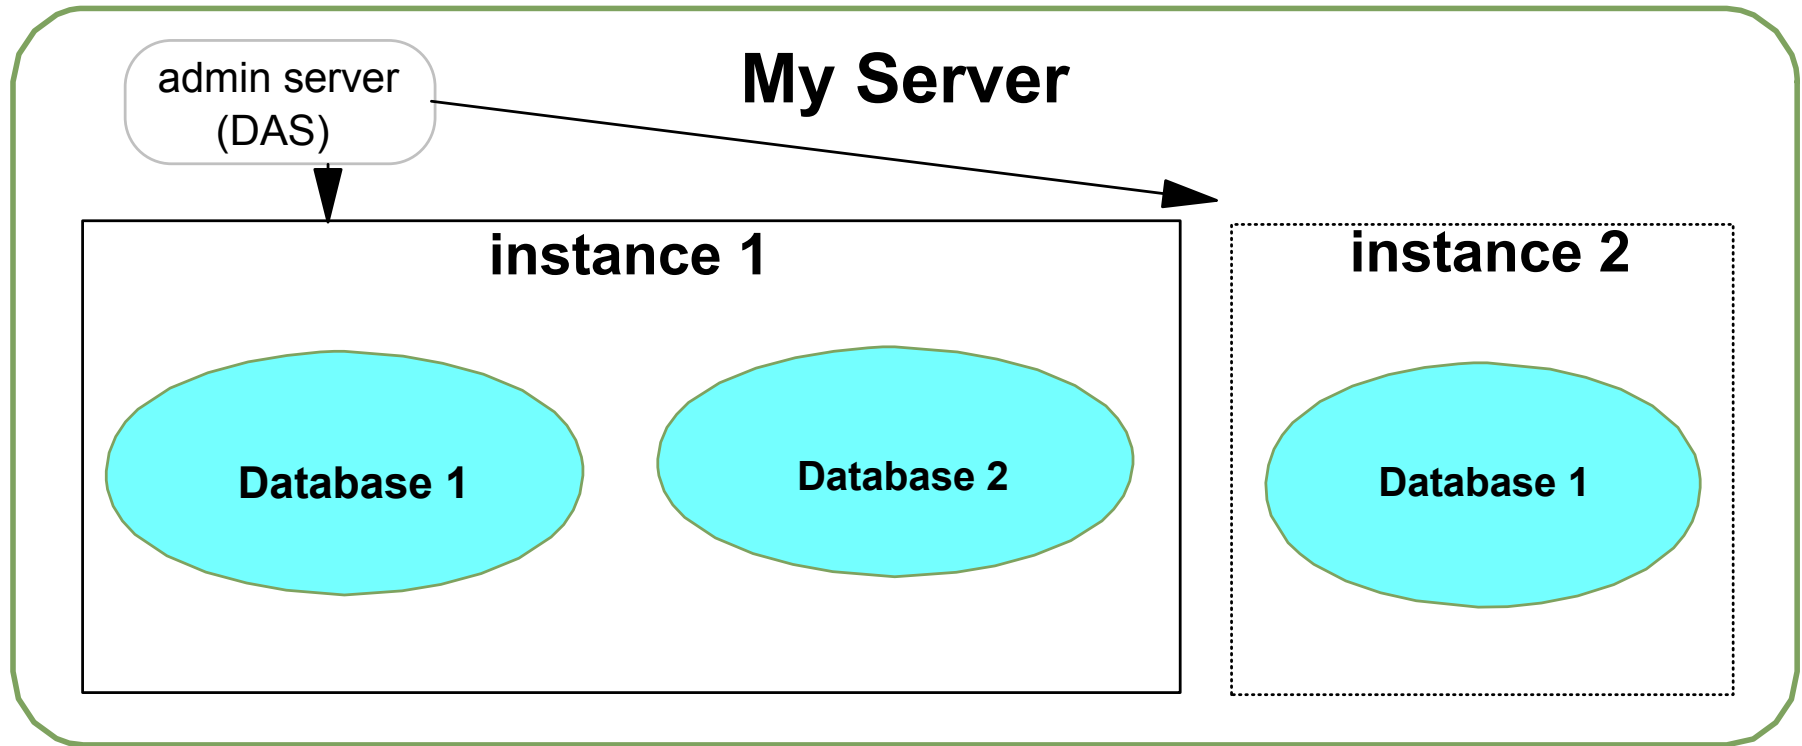 admin server
(DAS)
My Server
instance 1
instance 2
Database 1
Database 2
Database 1